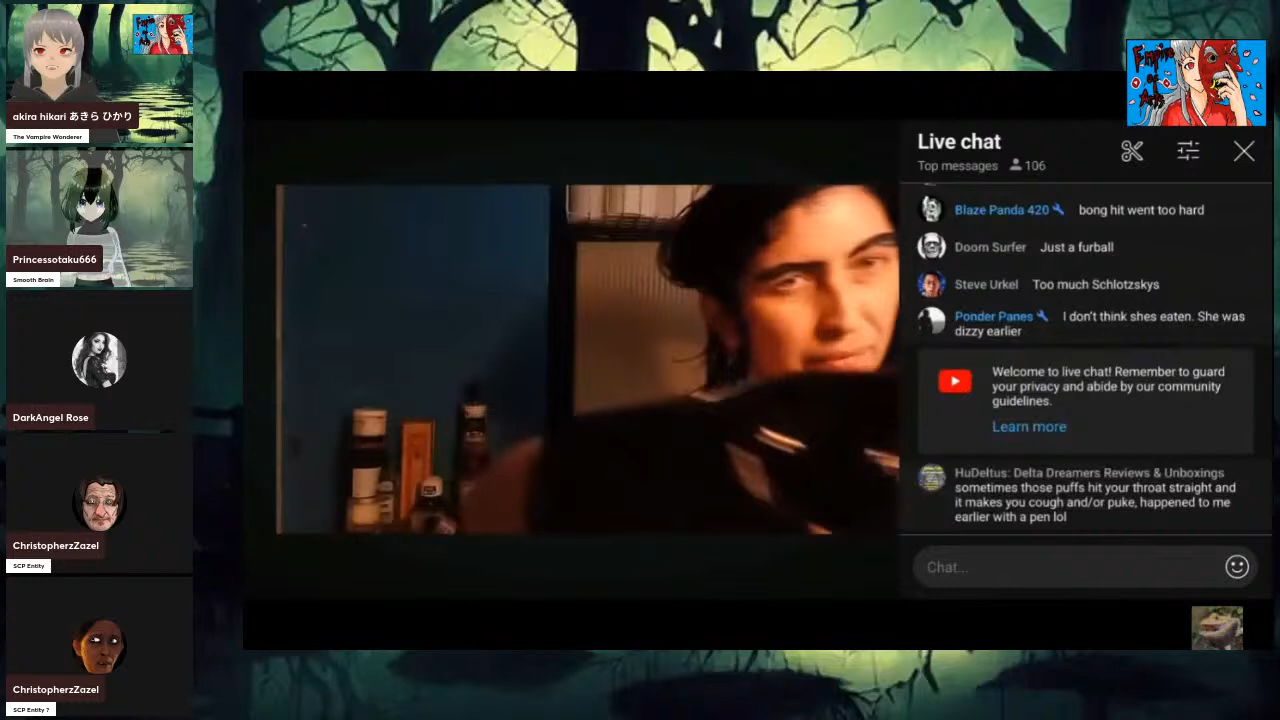 akira hikari あきら ひかり
The Vampire Wonderer
Princessotaku666
Smooth Brain
DarkAngel Rose
ChristopherzZazel
SCP Entity
ChristopherzZazel
SCP Entity ?
Empire
of
Arts
Live chat
Top messages 106
Blaze Panda 420 bong hit went too hard
Doom Surfer Just a furball
Steve Urkel Too much Schlotzskys
Ponder Panes I don't think shes eaten. She was
dizzy earlier
Welcome to live chat! Remember to guard
your privacy and abide by our community
guidelines.
Learn more
HuDeltus: Delta Dreamers Reviews & Unboxings
sometimes those puffs hit your throat straight and
it makes you cough and/or puke, happened to me
earlier with a pen lol
Chat...